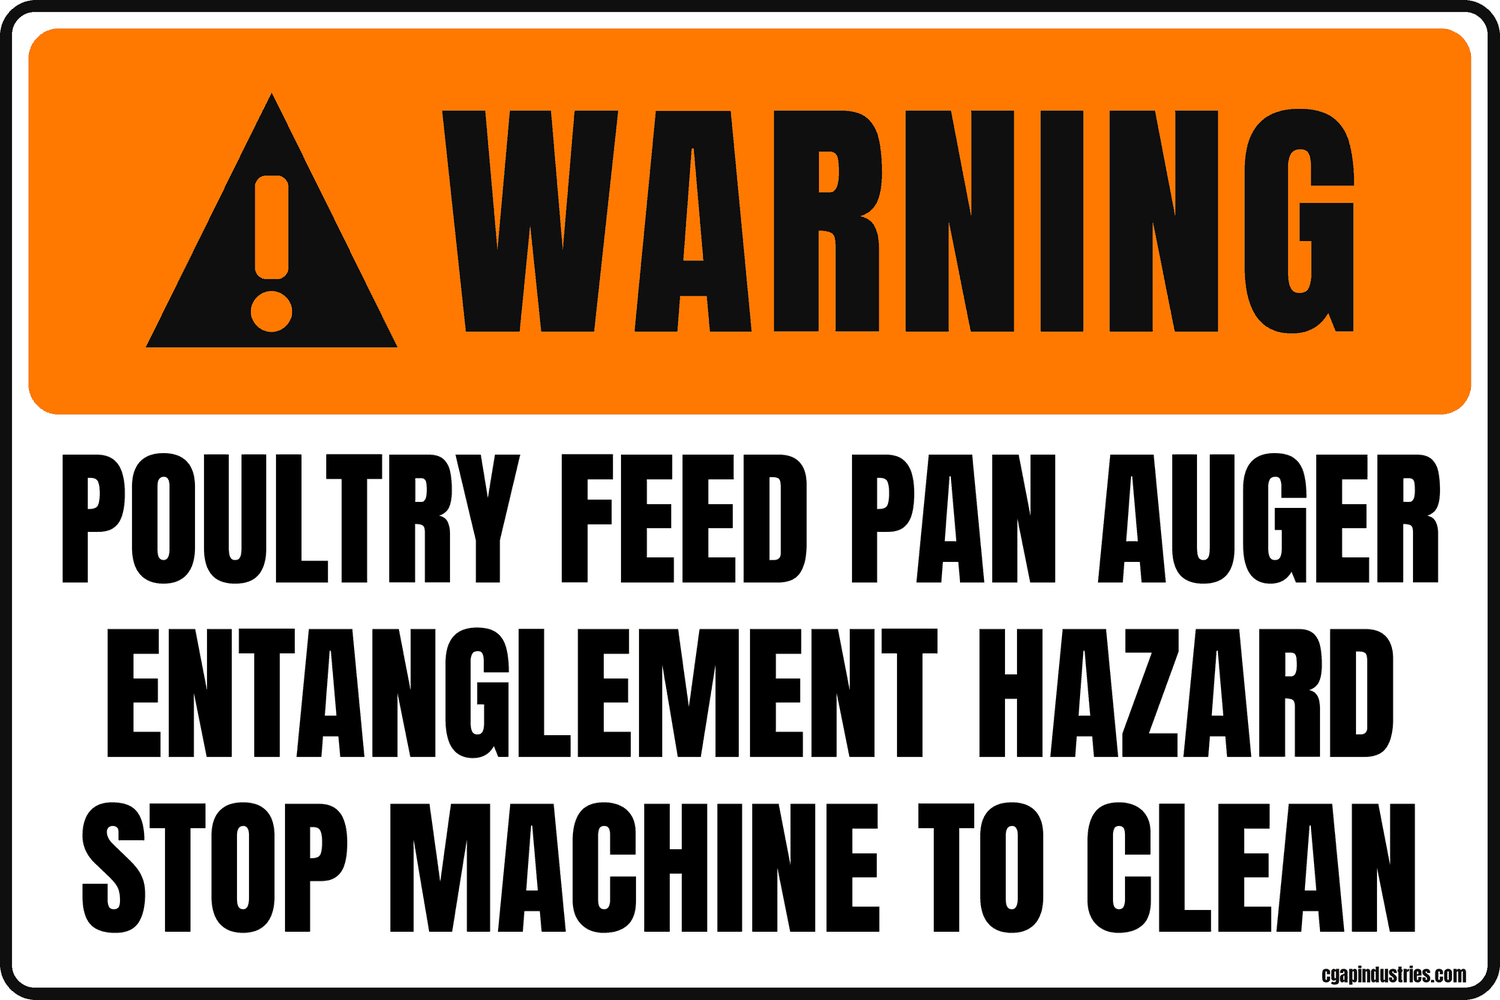 WARNING
POULTRY FEED PAN AUGER
ENTANGLEMENT HAZARD
STOP MACHINE TO CLEAN
cgapindustries.com